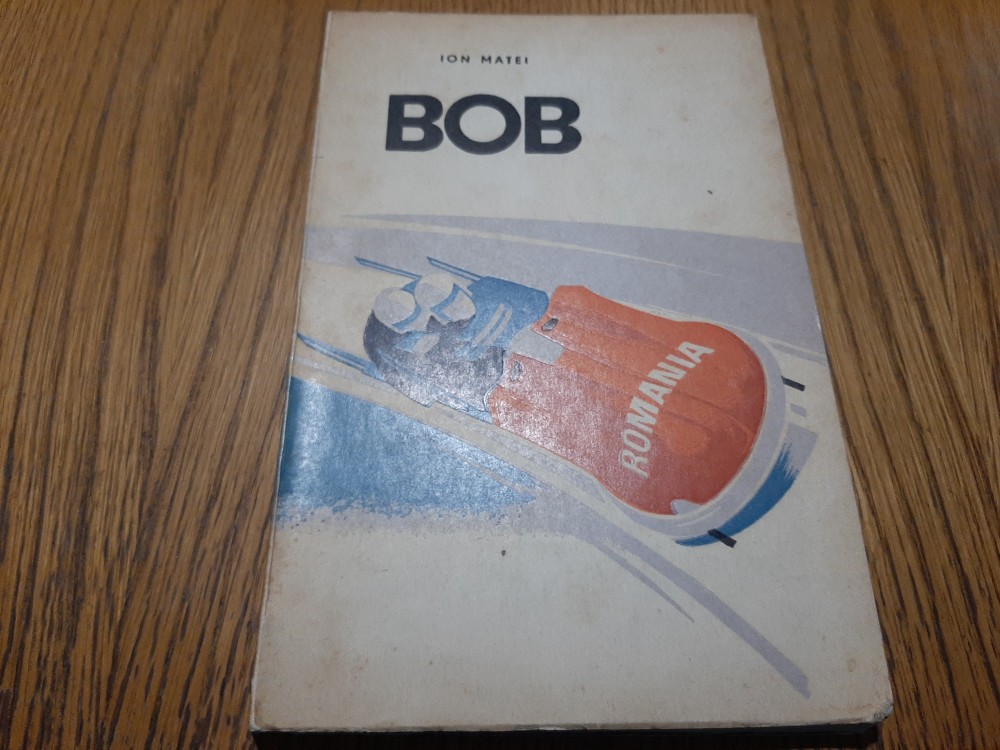 ION MATEI
BOB
ROMANIA